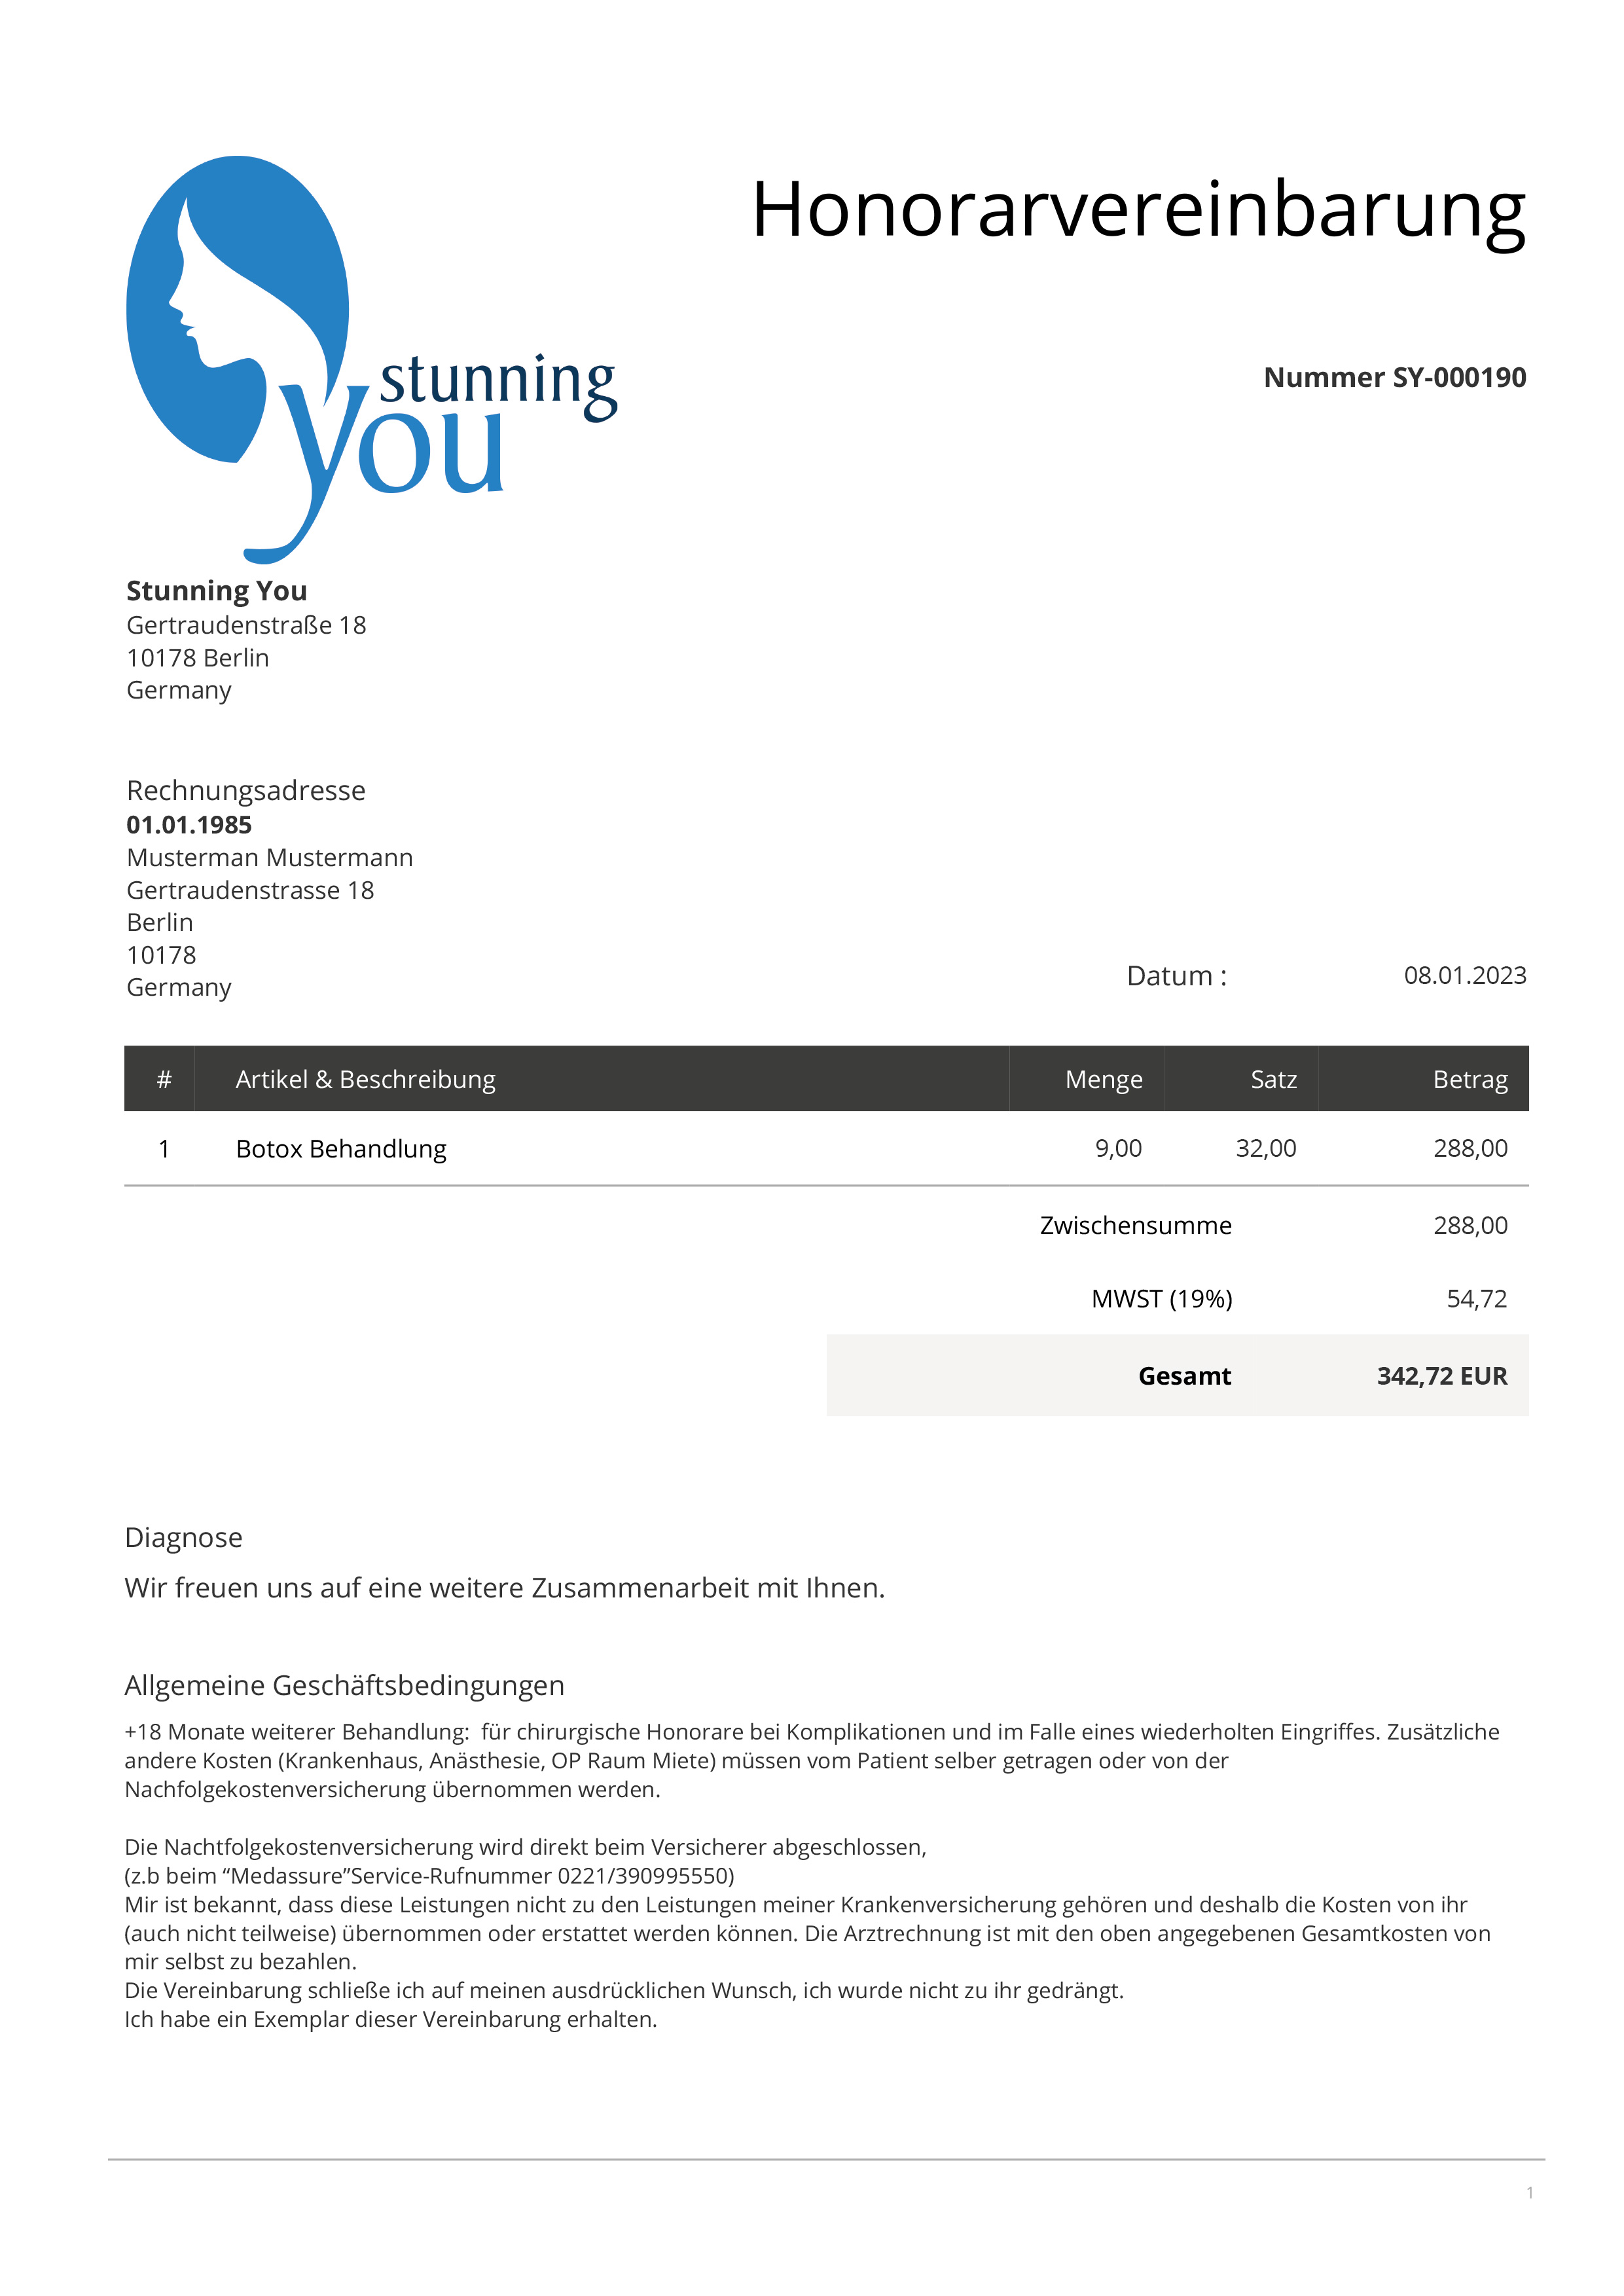 stunning
you
Honorarvereinbarung
Nummer SY-000190
Stunning You
Gertraudenstraße 18
10178 Berlin
Germany
Rechnungsadresse
01.01.1985
Musterman Mustermann
Gertraudenstrasse 18
Berlin
10178
Germany
Datum : 08.01.2023
# Artikel & Beschreibung Menge Satz Betrag
1 Botox Behandlung 9,00 32,00 288,00
Zwischensumme 288,00
MWST (19%) 54,72
Gesamt 342,72 EUR
Diagnose
Wir freuen uns auf eine weitere Zusammenarbeit mit Ihnen.
Allgemeine Geschäftsbedingungen
+18 Monate weiterer Behandlung:  für chirurgische Honorare bei Komplikationen und im Falle eines wiederholten Eingriffes. Zusätzliche
andere Kosten (Krankenhaus, Anästhesie, OP Raum Miete) müssen vom Patient selber getragen oder von der
Nachfolgekostenversicherung übernommen werden.
Die Nachtfolgekostenversicherung wird direkt beim Versicherer abgeschlossen,
(z.b beim “Medassure”Service-Rufnummer 0221/390995550)
Mir ist bekannt, dass diese Leistungen nicht zu den Leistungen meiner Krankenversicherung gehören und deshalb die Kosten von ihr
(auch nicht teilweise) übernommen oder erstattet werden können. Die Arztrechnung ist mit den oben angegebenen Gesamtkosten von
mir selbst zu bezahlen.
Die Vereinbarung schließe ich auf meinen ausdrücklichen Wunsch, ich wurde nicht zu ihr gedrängt.
Ich habe ein Exemplar dieser Vereinbarung erhalten.
1